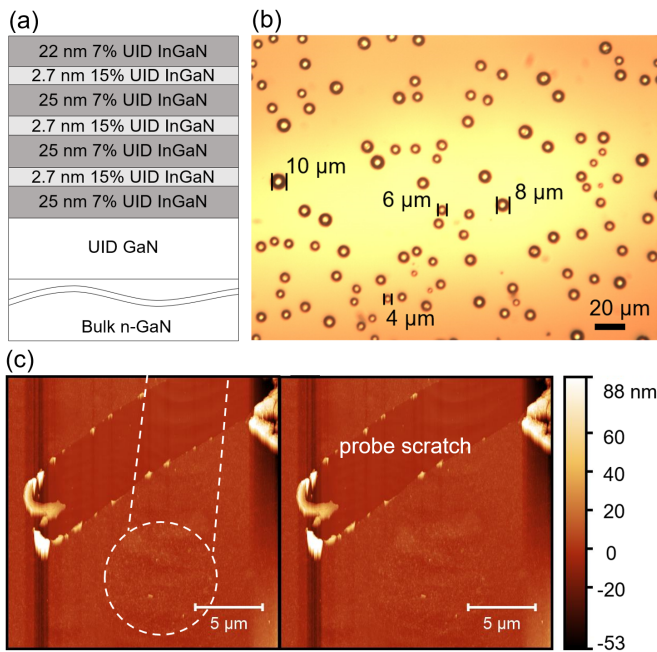 (a)
22 nm 7% UID InGaN
2.7 nm 15% UID InGaN
25 nm 7% UID InGaN
2.7 nm 15% UID InGaN
25 nm 7% UID InGaN
2.7 nm 15% UID InGaN
25 nm 7% UID InGaN
UID GaN
Bulk n-GaN
(b)
10 μm
6 μm
8 μm
4 μm
20 μm
(c)
5 μm
probe scratch
5 μm
88 nm
60
40
20
0
-20
-53